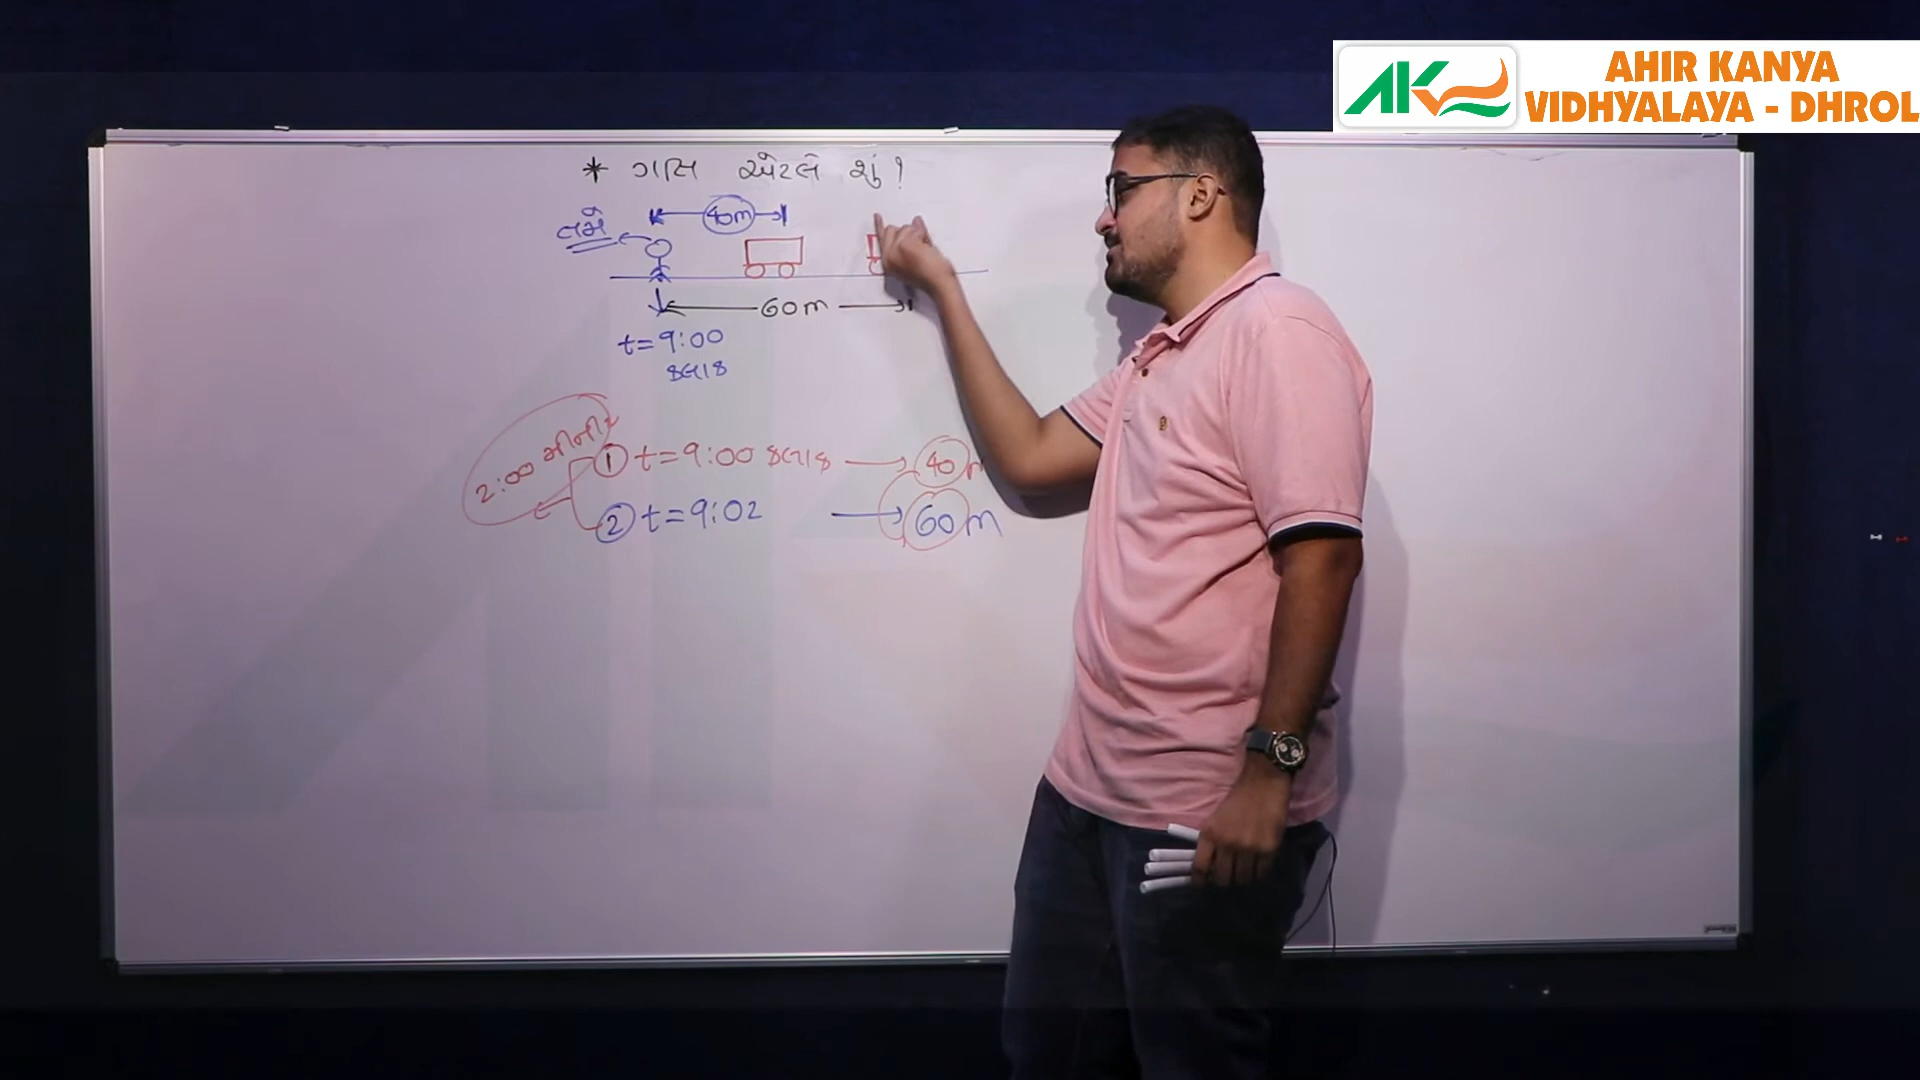 AHIR KANYA
VIDHYALAYA - DHROL
* ગતિ એટલે શું?
40m
તમે
60m
t=9:00
કલાક
2:00 મીનીટ
① t=9:00 કલાક → 40m
② t=9:02 → 60m